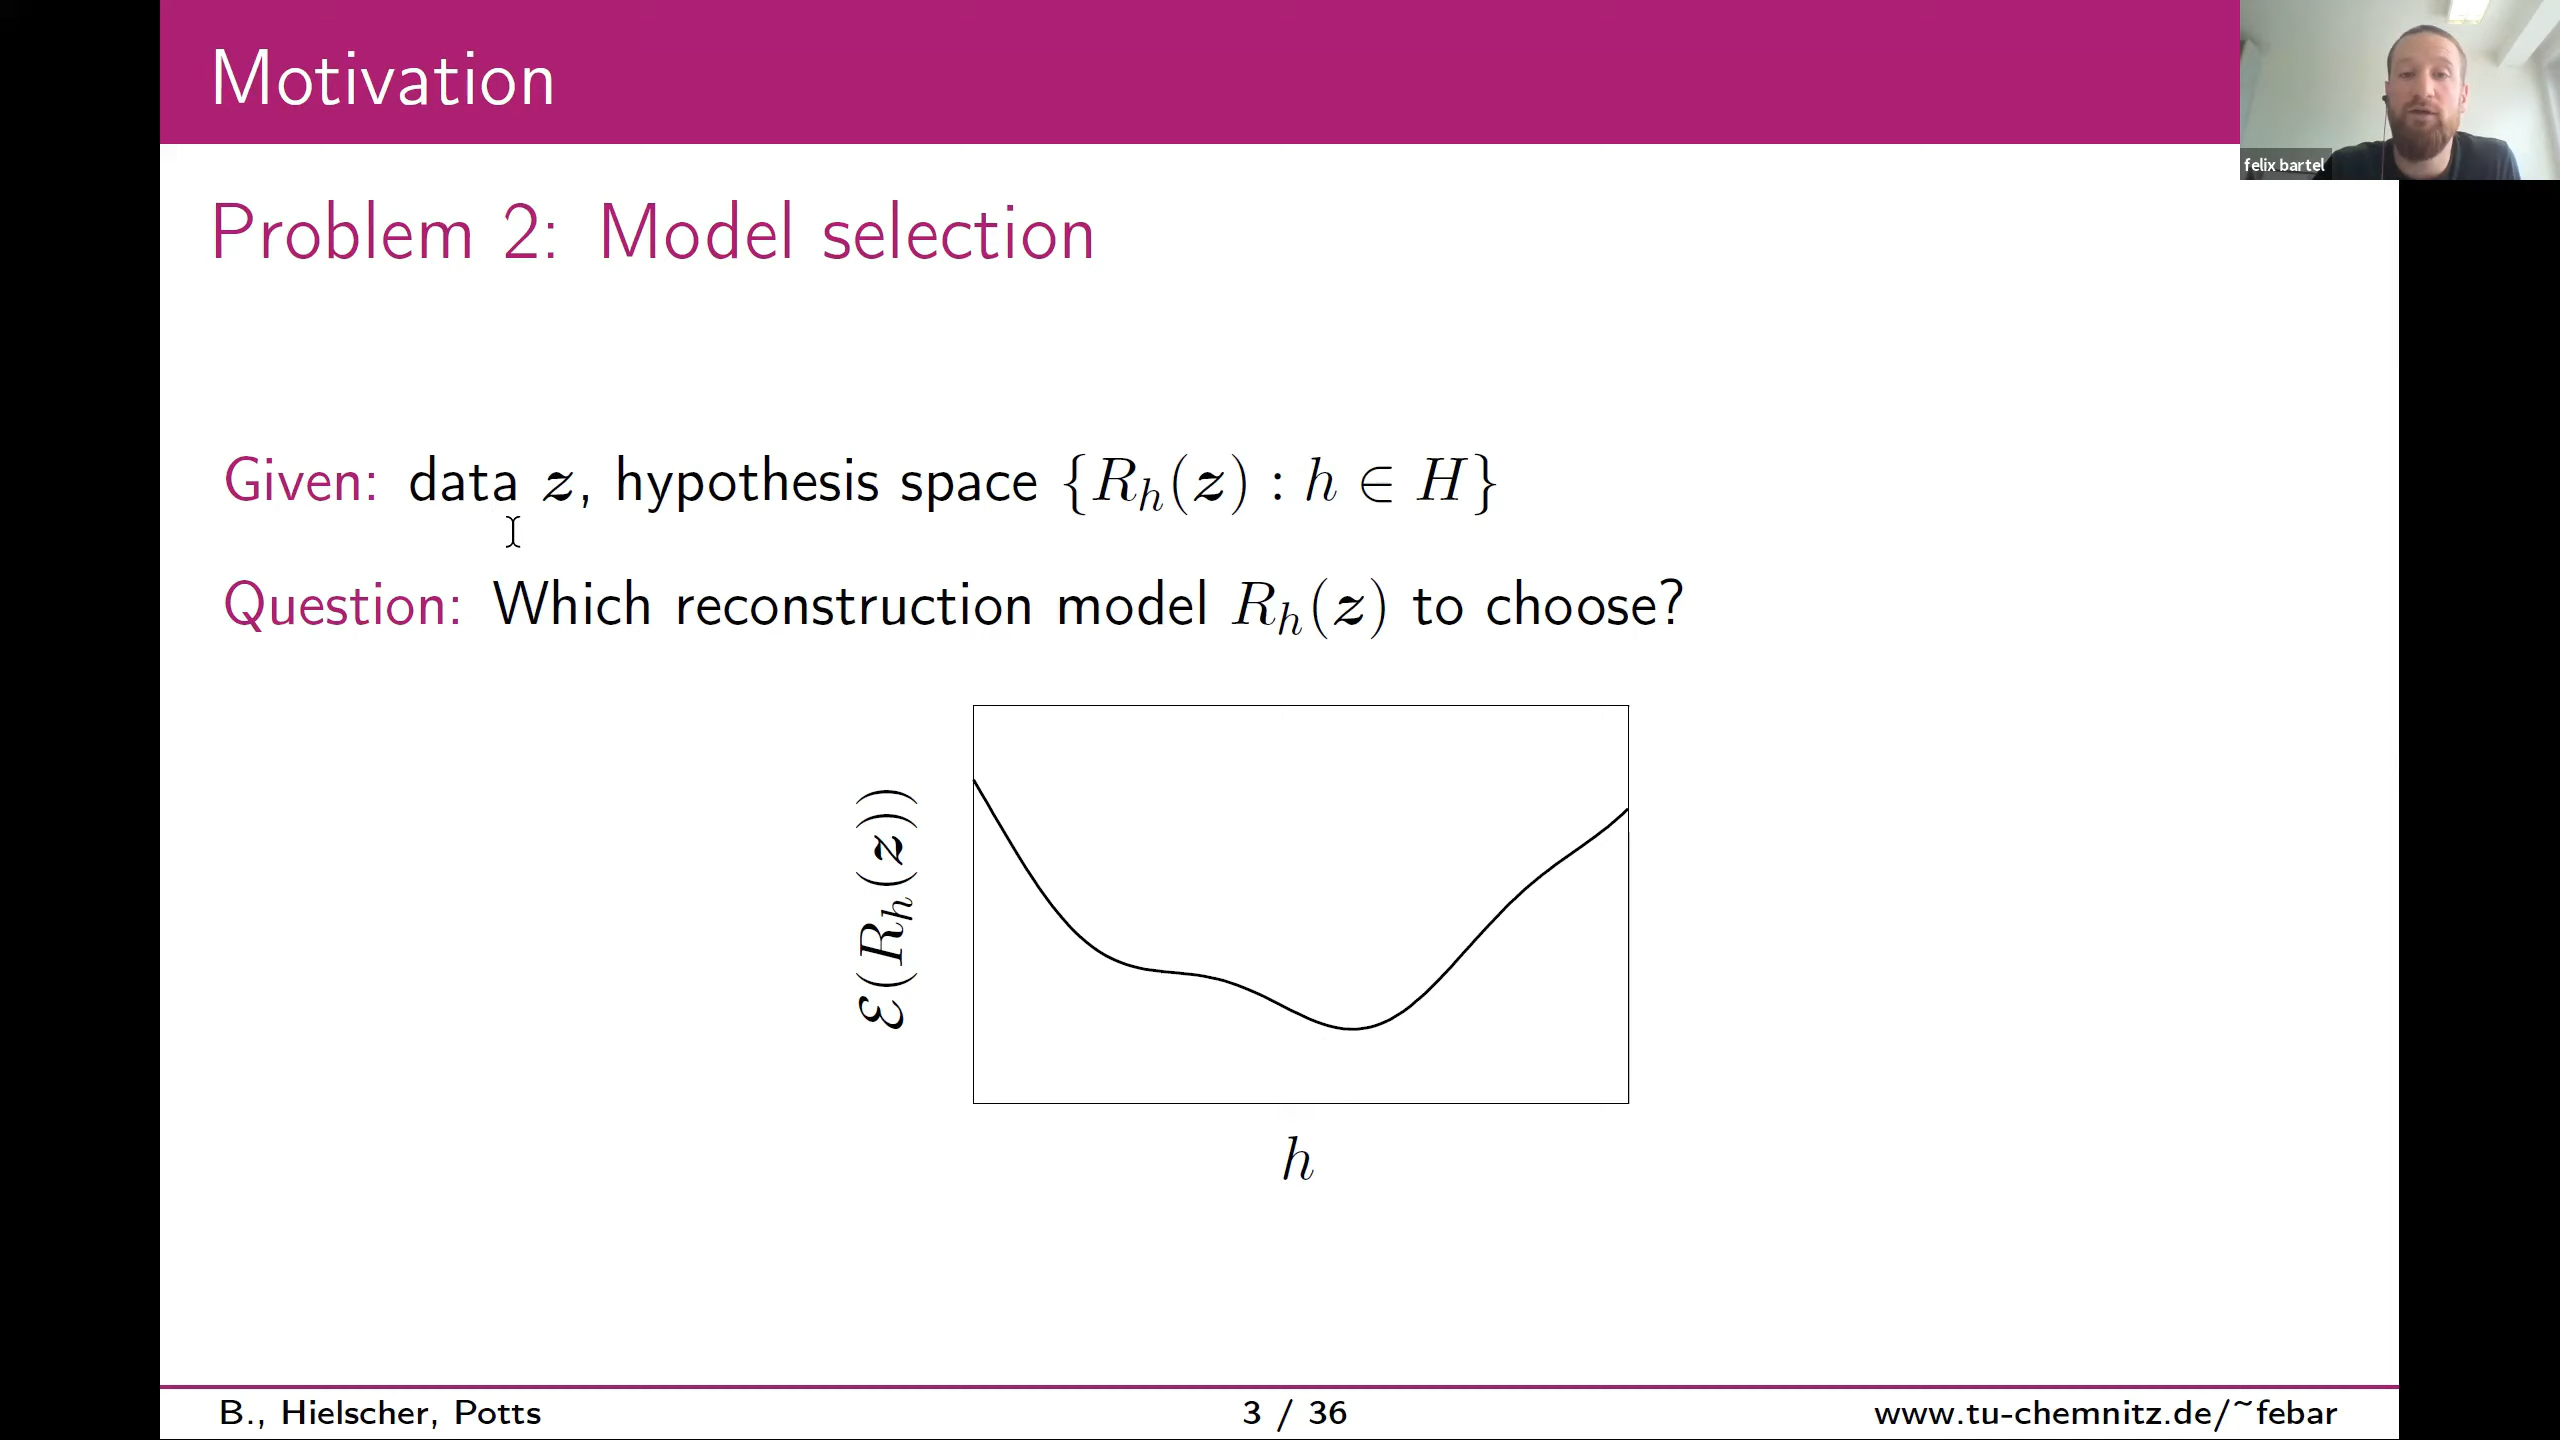 Motivation
felix bartel
Problem 2: Model selection
Given: data z, hypothesis space {R_h(z) : h ∈ H}
Question: Which reconstruction model R_h(z) to choose?
ℰ(R_h(z))
h
B., Hielscher, Potts
3 / 36
www.tu-chemnitz.de/~febar